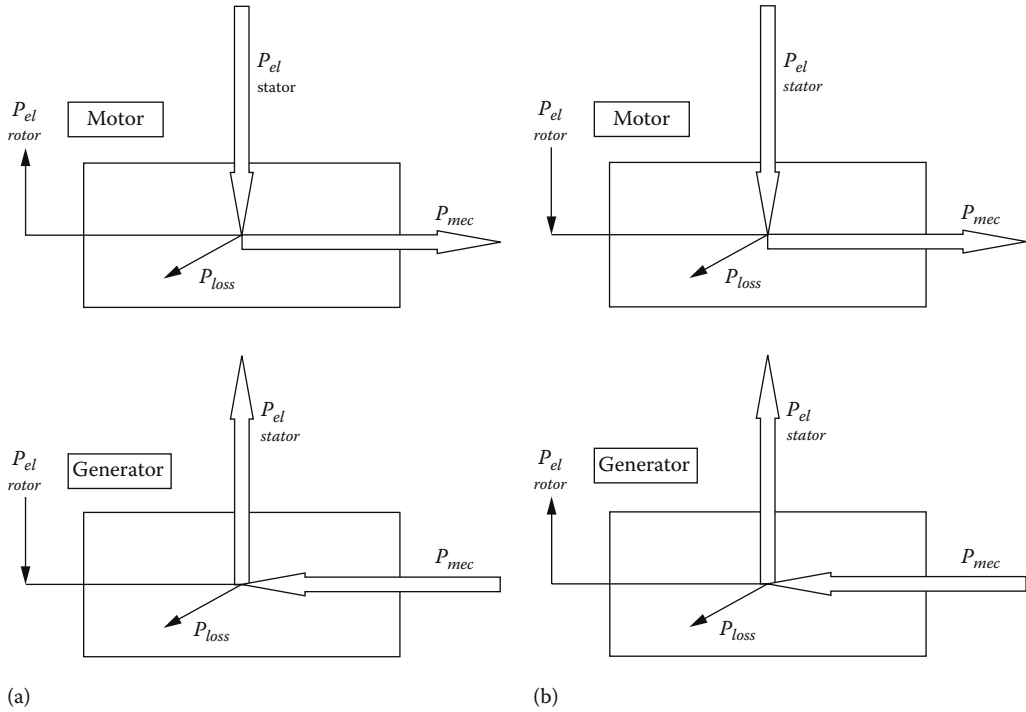 P_el
stator
P_el
rotor
Motor
P_mec
P_loss
P_el
stator
P_el
rotor
Motor
P_mec
P_loss
P_el
stator
P_el
rotor
Generator
P_mec
P_loss
P_el
stator
P_el
rotor
Generator
P_mec
P_loss
(a)
(b)